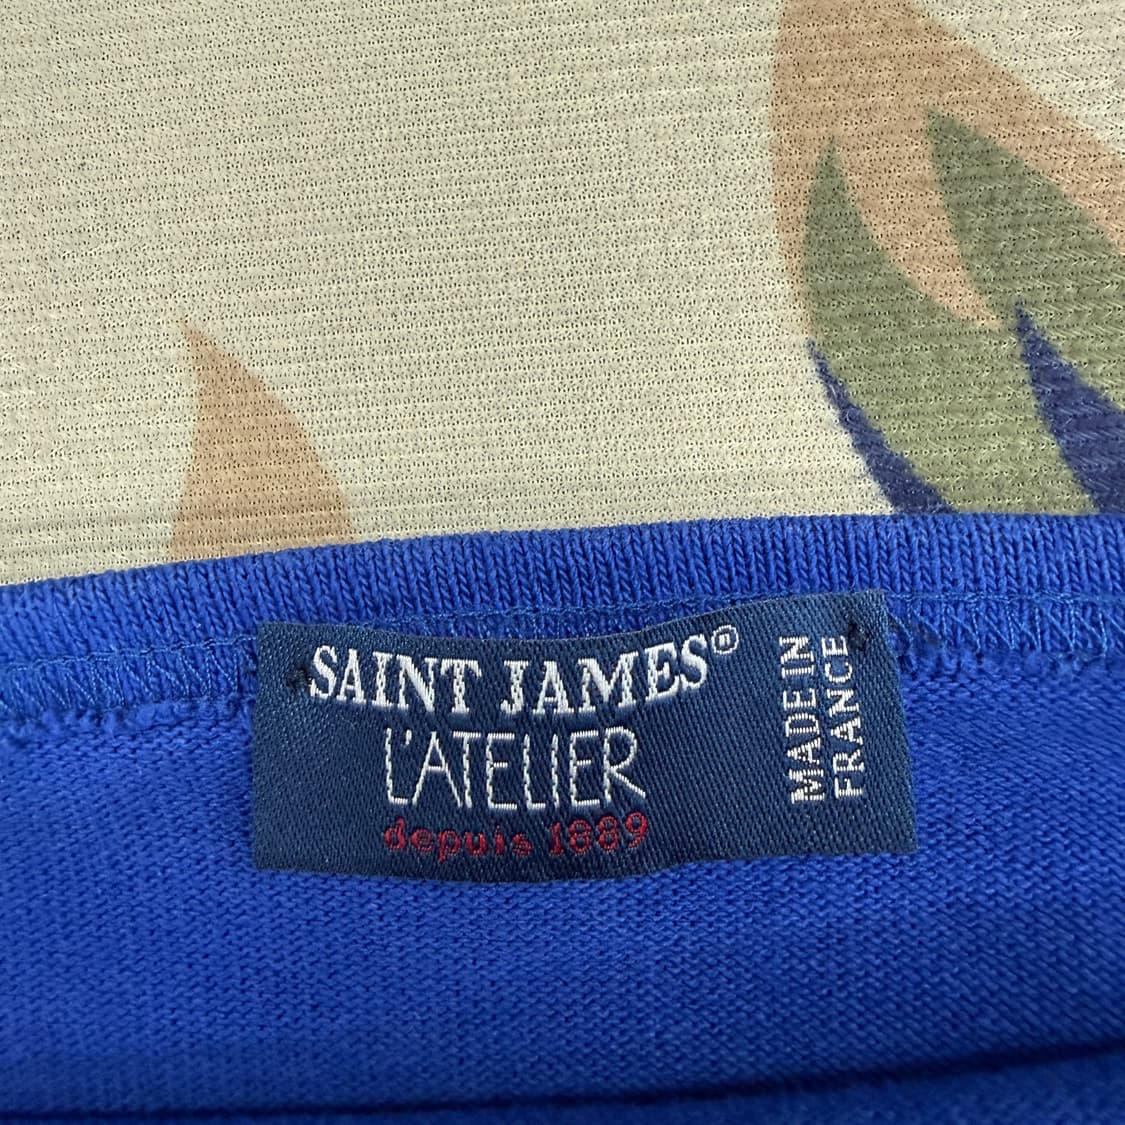 SAINT JAMES®
L'ATELIER
depuis 1889
MADE IN
FRANCE